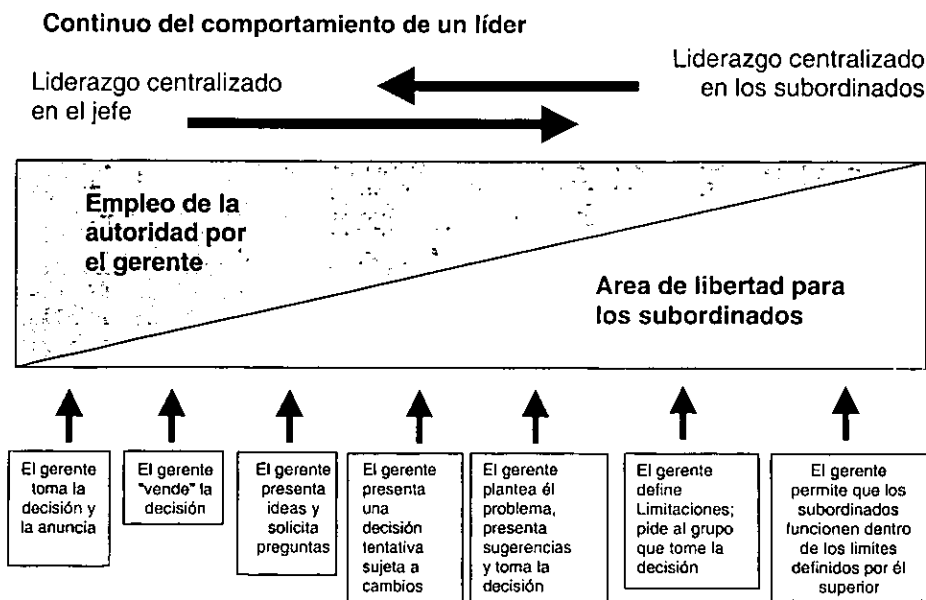 Continuo del comportamiento de un líder
Liderazgo centralizado
en el jefe
Liderazgo centralizado
en los subordinados
Empleo de la
autoridad por
el gerente
Area de libertad para
los subordinados
El gerente
toma la
decisión y
la anuncia
El gerente
"vende" la
decisión
El gerente
presenta
ideas y
solicita
preguntas
El gerente
presenta
una
decisión
tentativa
sujeta a
cambios
El gerente
plantea él
problema,
presenta
sugerencias
y toma la
decisión
El gerente
define
Limitaciones;
pide al grupo
que tome la
decisión
El gerente
permite que los
subordinados
funcionen dentro
de los limites
definidos por él
superior